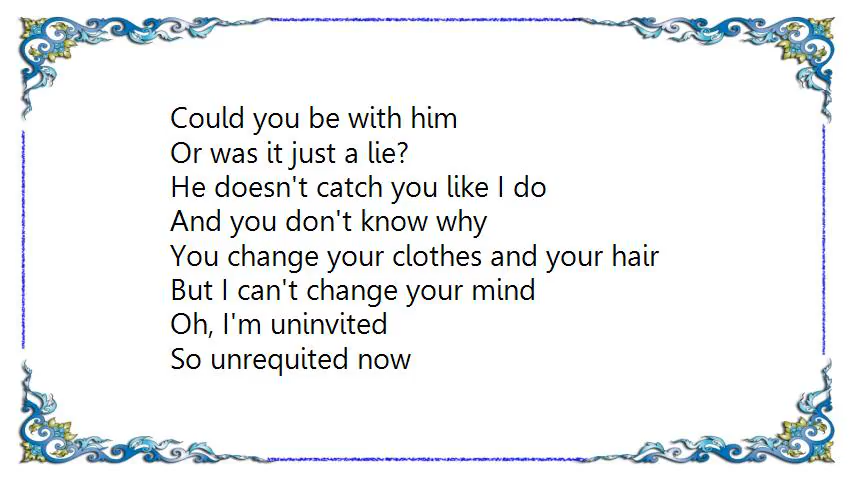 Could you be with him
Or was it just a lie?
He doesn't catch you like I do
And you don't know why
You change your clothes and your hair
But I can't change your mind
Oh, I'm uninvited
So unrequited now